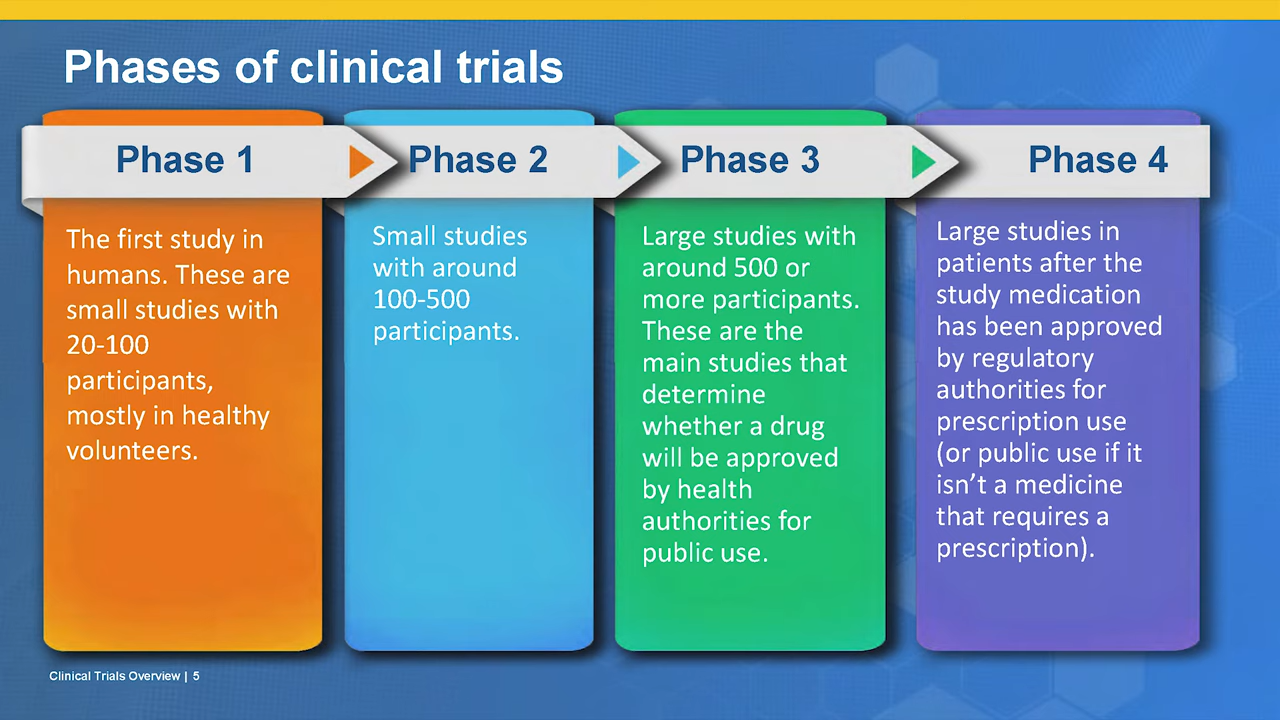 Phases of clinical trials
Phase 1
The first study in
humans. These are
small studies with
20-100
participants,
mostly in healthy
volunteers.
Phase 2
Small studies
with around
100-500
participants.
Phase 3
Large studies with
around 500 or
more participants.
These are the
main studies that
determine
whether a drug
will be approved
by health
authorities for
public use.
Phase 4
Large studies in
patients after the
study medication
has been approved
by regulatory
authorities for
prescription use
(or public use if it
isn’t a medicine
that requires a
prescription).
Clinical Trials Overview | 5